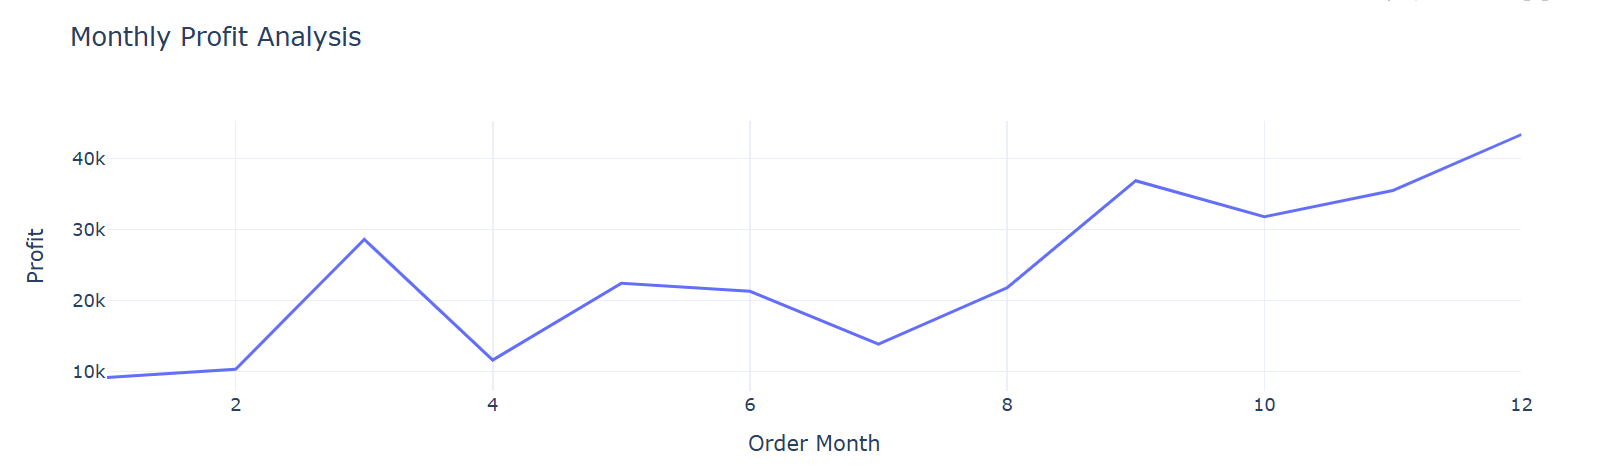 Monthly Profit Analysis
40k
30k
20k
10k
Profit
2 4 6 8 10 12
Order Month